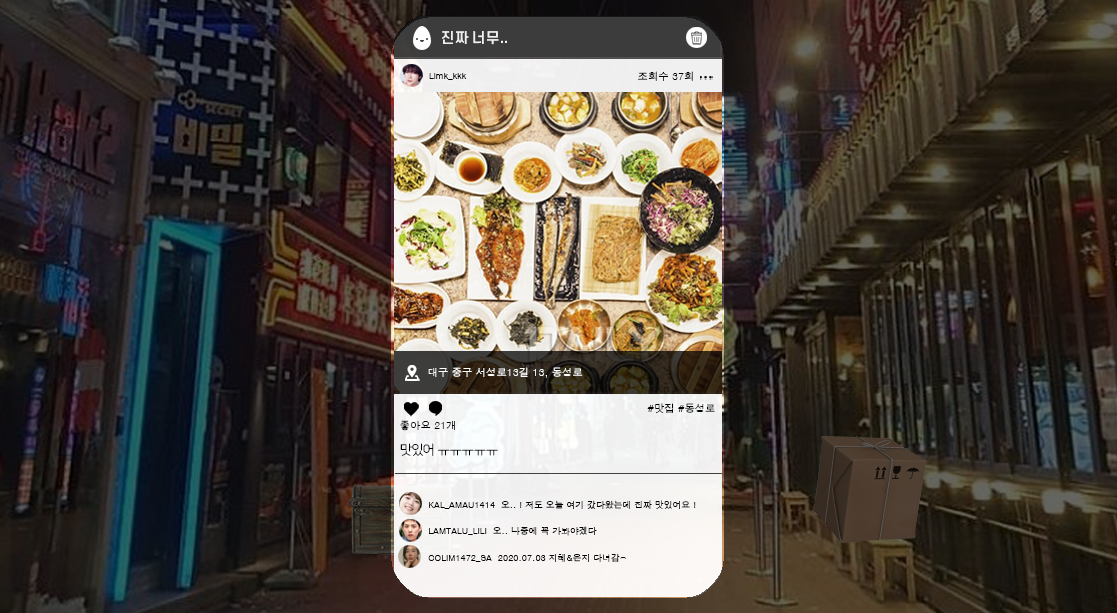 진짜 너무..
Limk_kkk
조회수 37회
대구 중구 서성로13길 13, 동성로
#맛집 #동성로
좋아요 21개
맛있어 ㅠㅠㅠㅠㅠ
KAL_AMAU1414 오.. ! 저도 오늘 여기 갔다왔는데 진짜 맛있어요 !
LAMTALU_LILI 오.. 나중에 꼭 가봐야겠다
COLIM1472_SA 2020.07.03 지혜&은지 다녀감~
SECRET
비밀